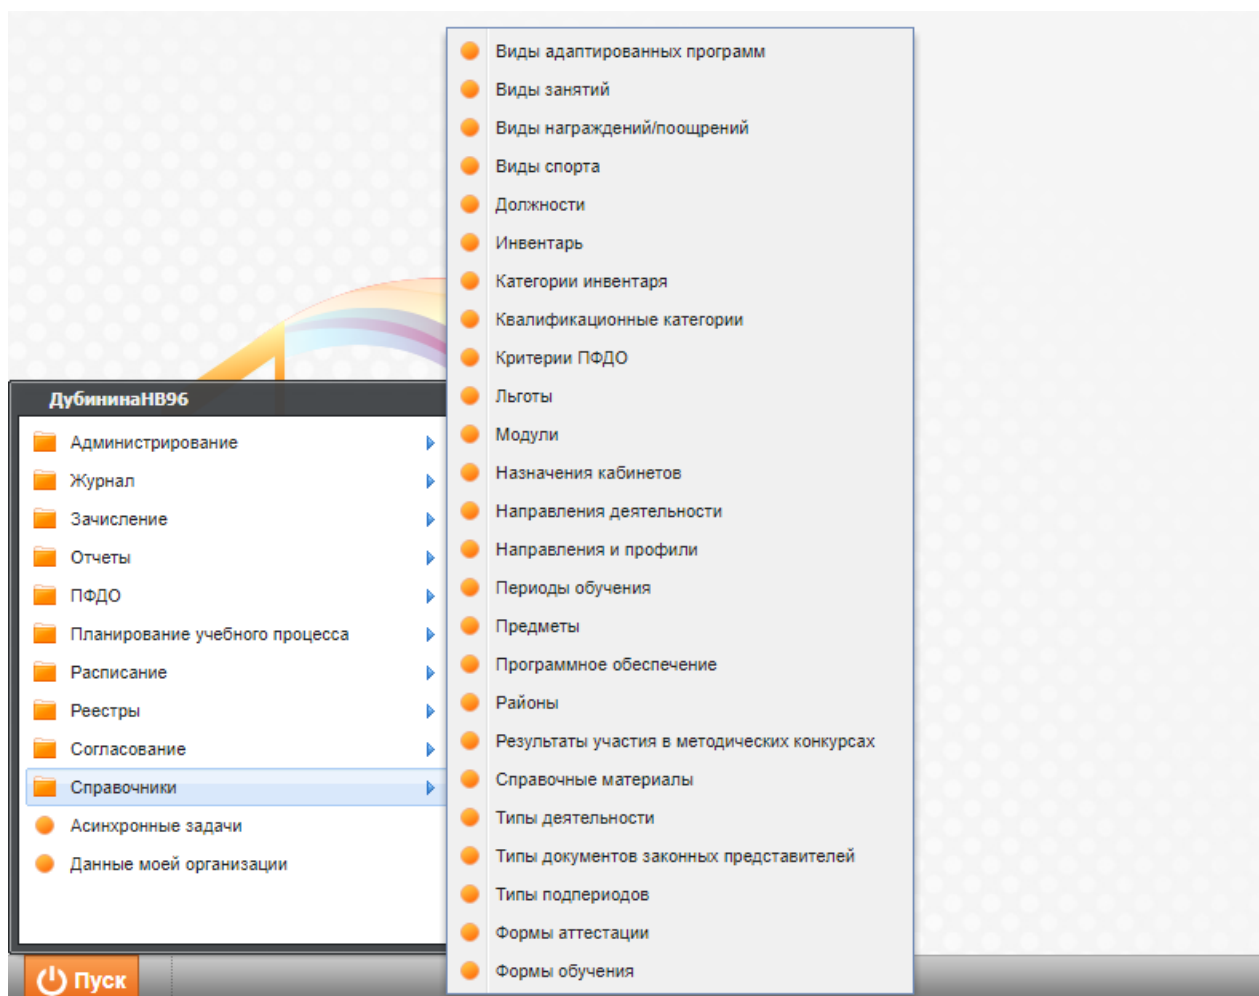 ДубининаНВ96
Администрирование
Журнал
Зачисление
Отчеты
ПФДО
Планирование учебного процесса
Расписание
Реестры
Согласование
Справочники
Асинхронные задачи
Данные моей организации
Пуск
Виды адаптированных программ
Виды занятий
Виды награждений/поощрений
Виды спорта
Должности
Инвентарь
Категории инвентаря
Квалификационные категории
Критерии ПФДО
Льготы
Модули
Назначения кабинетов
Направления деятельности
Направления и профили
Периоды обучения
Предметы
Программное обеспечение
Районы
Результаты участия в методических конкурсах
Справочные материалы
Типы деятельности
Типы документов законных представителей
Типы подпериодов
Формы аттестации
Формы обучения